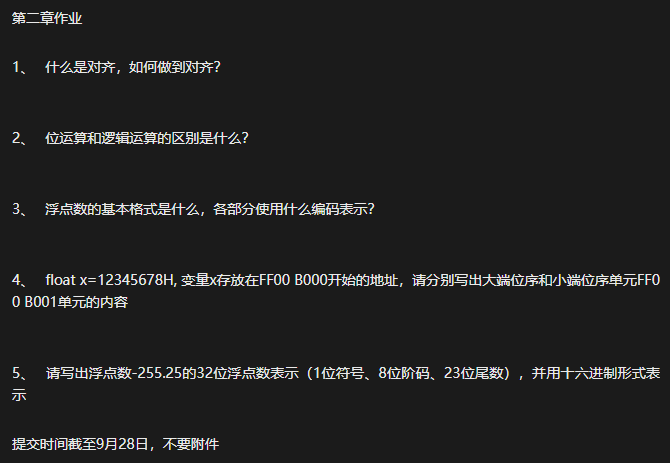 第二章作业
1、 什么是对齐，如何做到对齐？
2、 位运算和逻辑运算的区别是什么？
3、 浮点数的基本格式是什么，各部分使用什么编码表示？
4、 float x=12345678H, 变量x存放在FF00 B000开始的地址，请分别写出大端位序和小端位序单元FF0
0 B001单元的内容
5、 请写出浮点数-255.25的32位浮点数表示（1位符号、8位阶码、23位尾数），并用十六进制形式表
示
提交时间截至9月28日，不要附件